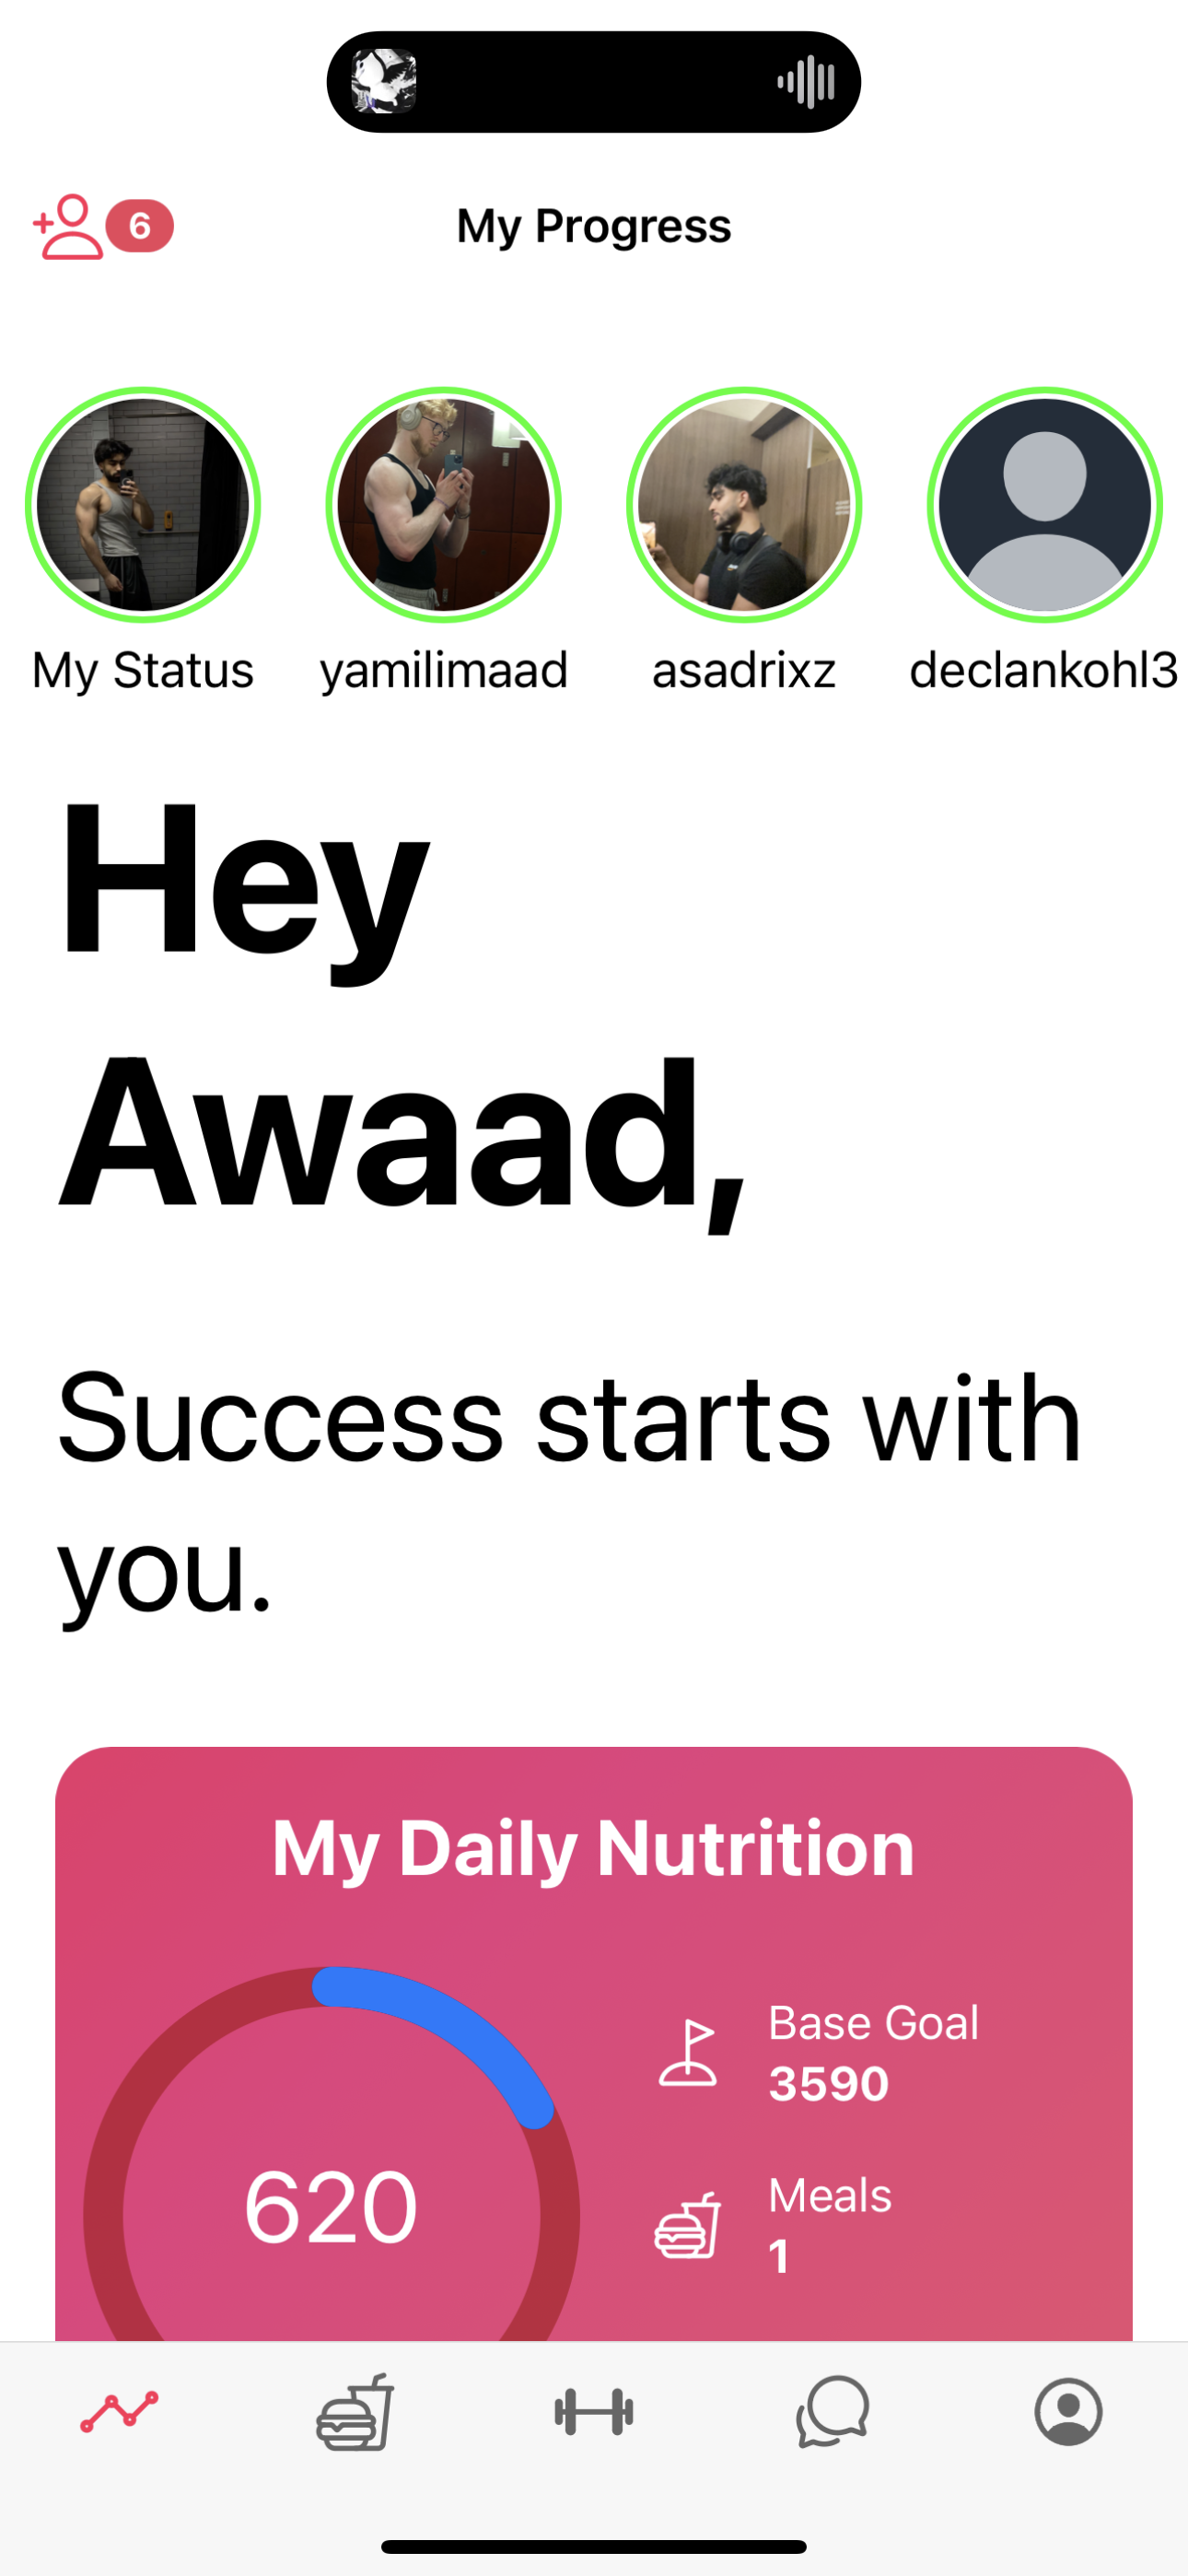 6
My Progress
My Status
yamilimaad
asadrixz
declankohl3
Hey
Awaad,
Success starts with
you.
My Daily Nutrition
620
Base Goal
3590
Meals
1